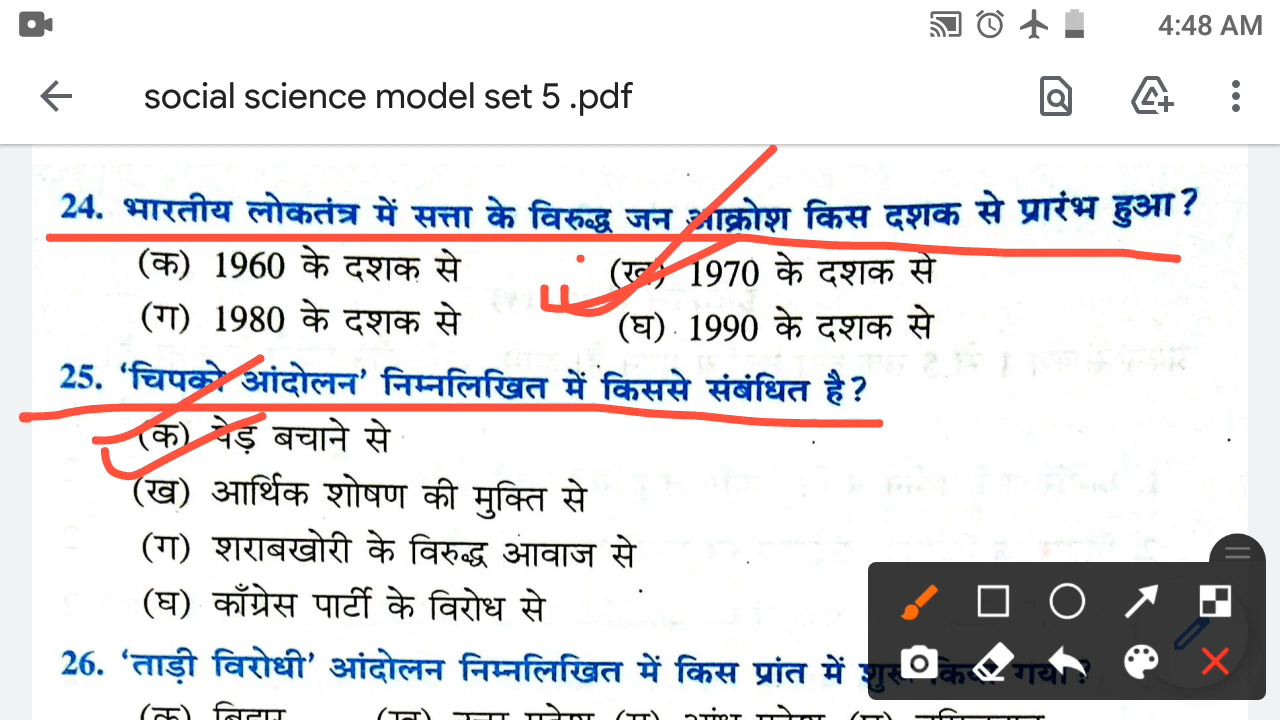 4:48 AM
social science model set 5 .pdf
24. भारतीय लोकतंत्र में सत्ता के विरुद्ध जन आक्रोश किस दशक से प्रारंभ हुआ?
(क) 1960 के दशक से (ख) 1970 के दशक से
(ग) 1980 के दशक से (घ) 1990 के दशक से
25. ‘चिपको आंदोलन’ निम्नलिखित में किससे संबंधित है?
(क) पेड़ बचाने से
(ख) आर्थिक शोषण की मुक्ति से
(ग) शराबखोरी के विरुद्ध आवाज से
(घ) काँग्रेस पार्टी के विरोध से
26. ‘ताड़ी विरोधी’ आंदोलन निम्नलिखित में किस प्रांत में शुरू किया गया?